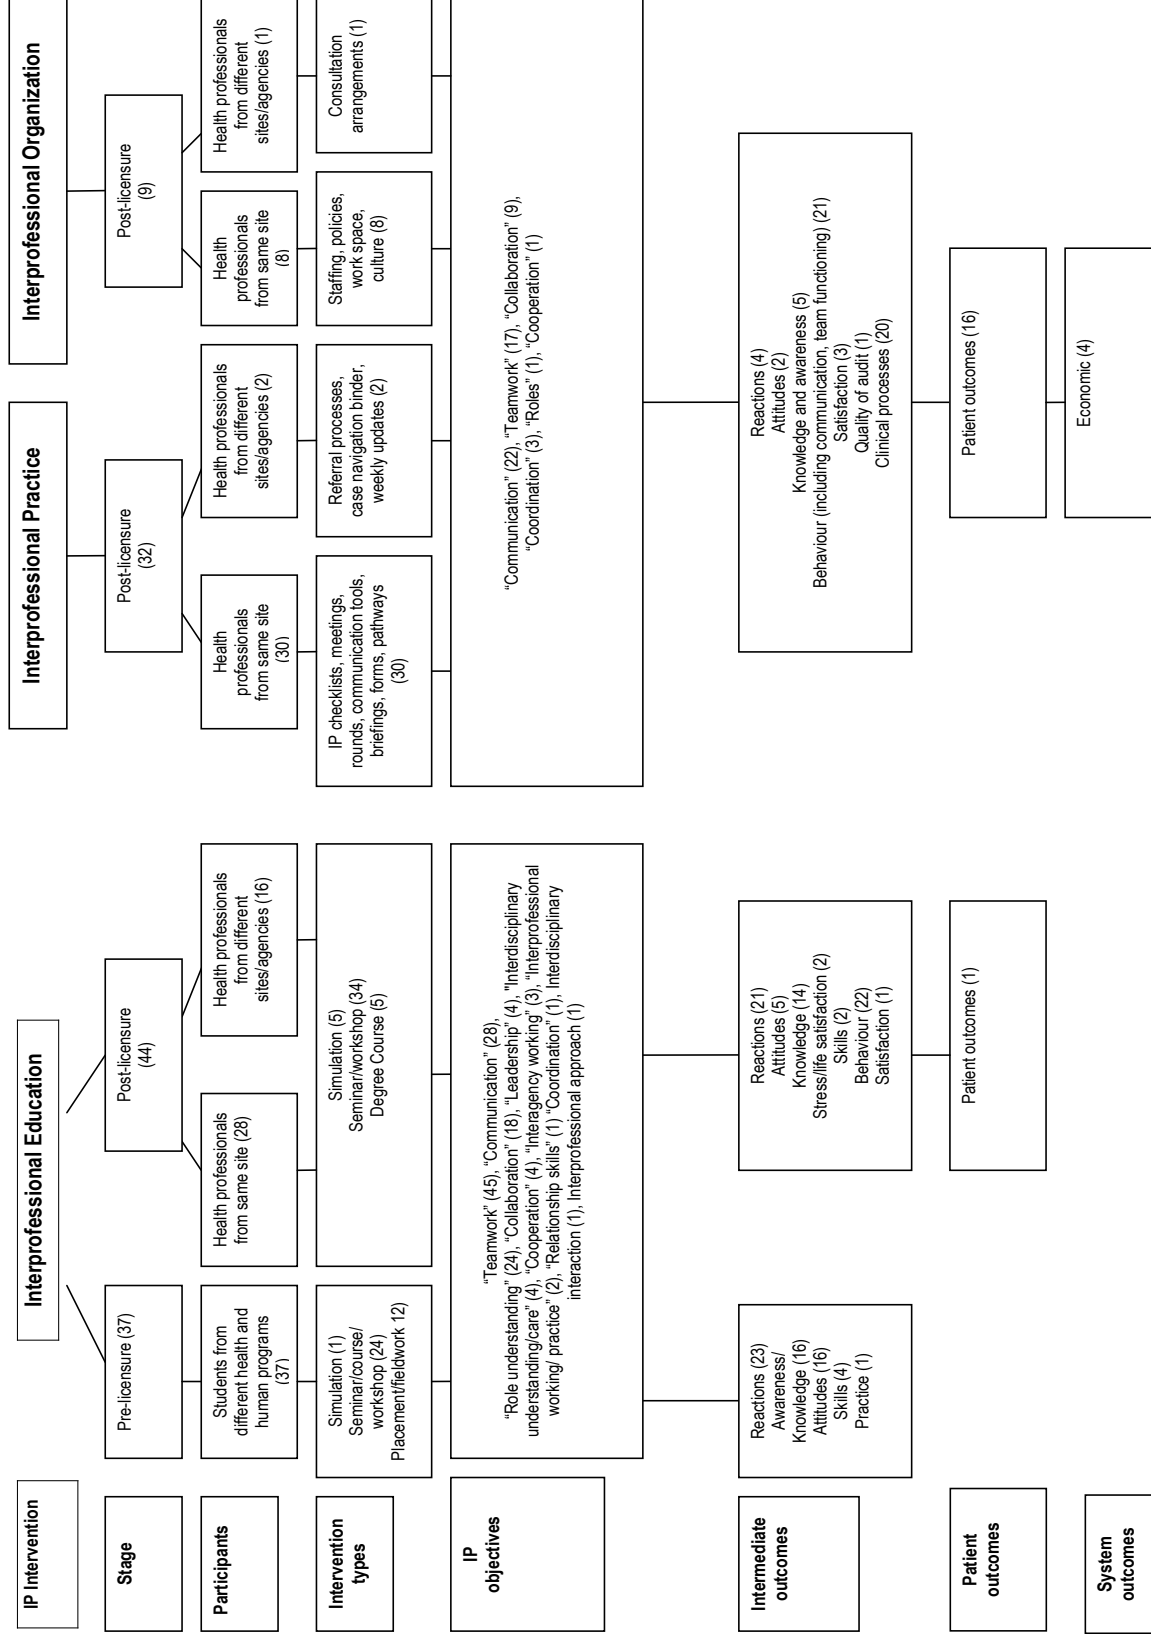 IP Intervention
Interprofessional Education
Interprofessional Practice
Interprofessional Organization
Stage
Pre-licensure (37)
Post-licensure
(44)
Post-licensure
(32)
Post-licensure
(9)
Participants
Students from
different health and
human programs
(37)
Health professionals
from same site (28)
Health professionals
from different
sites/agencies (16)
Health
professionals
from same site
(30)
Health professionals
from different
sites/agencies (2)
Health
professionals
from same site
(8)
Health professionals
from different
sites/agencies (1)
Intervention
types
Simulation (1)
Seminar/course/
workshop (24)
Placement/fieldwork 12)
Simulation (5)
Seminar/workshop (34)
Degree Course (5)
IP checklists, meetings,
rounds, communication tools,
briefings, forms, pathways
(30)
Referral processes,
case navigation binder,
weekly updates (2)
Staffing, policies,
work space,
culture (8)
Consultation
arrangements (1)
IP
objectives
“Teamwork” (45), “Communication” (28),
“Role understanding” (24), “Collaboration” (18), “Leadership” (4), "Interdisciplinary
understanding/care” (4), “Cooperation” (4), “Interagency working” (3), “Interprofessional
working/ practice” (2), “Relationship skills” (1) “Coordination” (1), Interdisciplinary
interaction (1), Interprofessional approach (1)
“Communication” (22), “Teamwork” (17), “Collaboration” (9),
“Coordination” (3), “Roles” (1), “Cooperation” (1)
Intermediate
outcomes
Reactions (23)
Awareness/
Knowledge (16)
Attitudes (16)
Skills (4)
Practice (1)
Reactions (21)
Attitudes (5)
Knowledge (14)
Stress/life satisfaction (2)
Skills (2)
Behaviour (22)
Satisfaction (1)
Reactions (4)
Attitudes (2)
Knowledge and awareness (5)
Behaviour (including communication, team functioning) (21)
Satisfaction (3)
Quality of audit (1)
Clinical processes (20)
Patient
outcomes
Patient outcomes (1)
Patient outcomes (16)
System
outcomes
Economic (4)